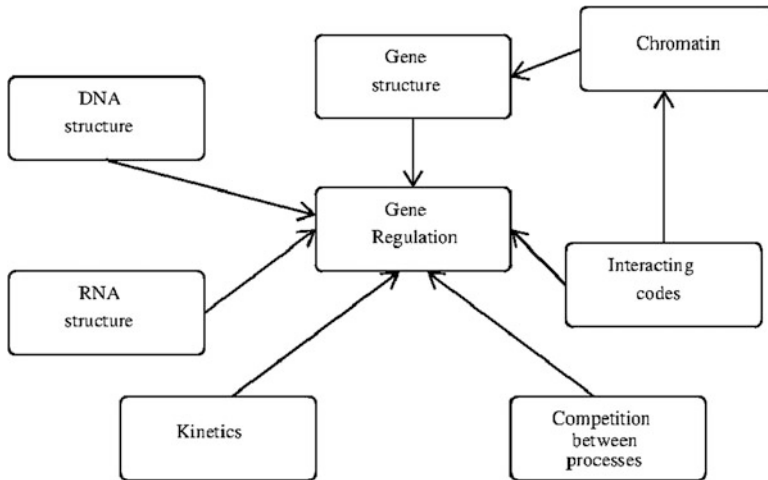 Chromatin
Gene
structure
DNA
structure
Gene
Regulation
Interacting
codes
RNA
structure
Kinetics
Competition
between
processes